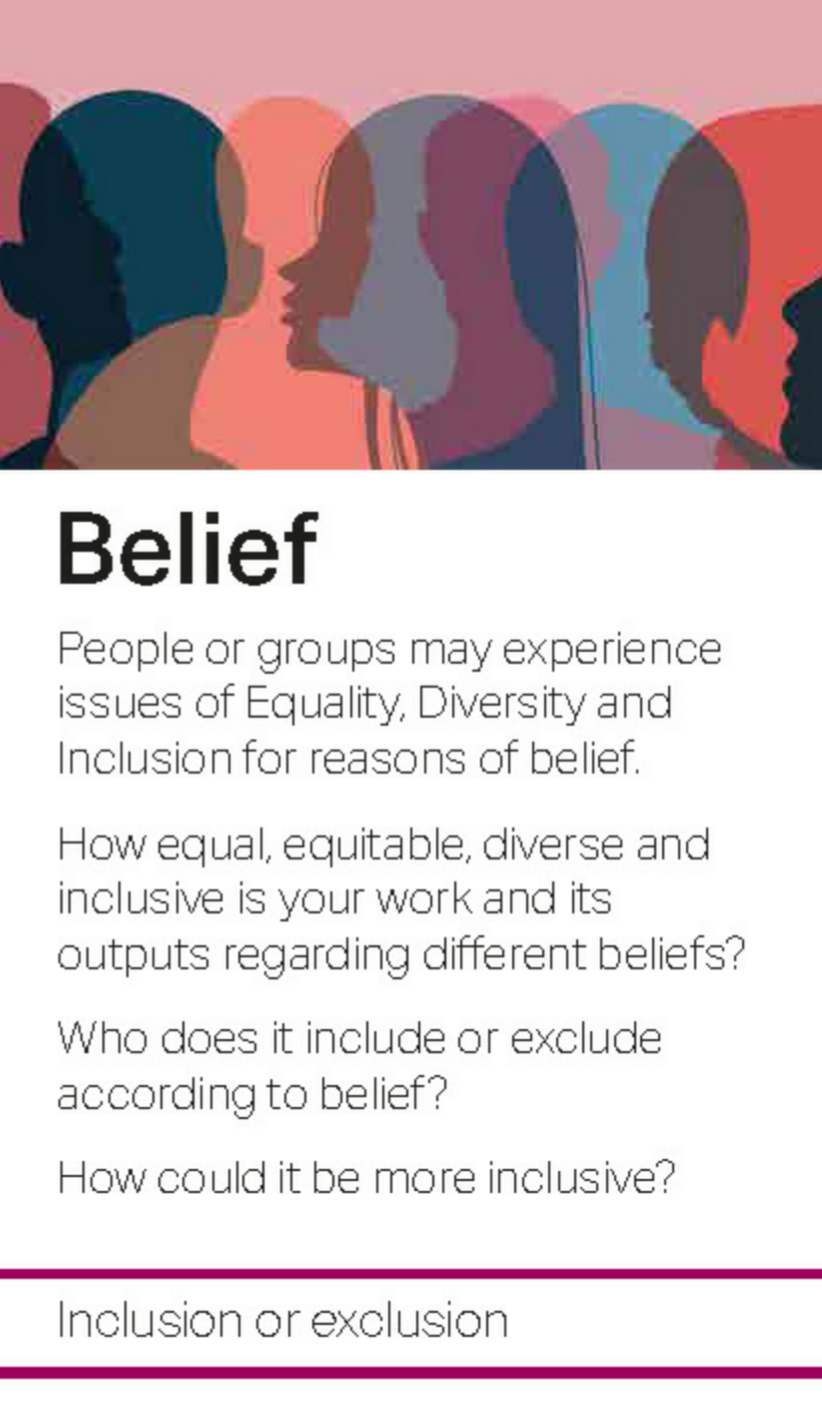 Belief
People or groups may experience
issues of Equality, Diversity and
Inclusion for reasons of belief.
How equal, equitable, diverse and
inclusive is your work and its
outputs regarding different beliefs?
Who does it include or exclude
according to belief?
How could it be more inclusive?
Inclusion or exclusion